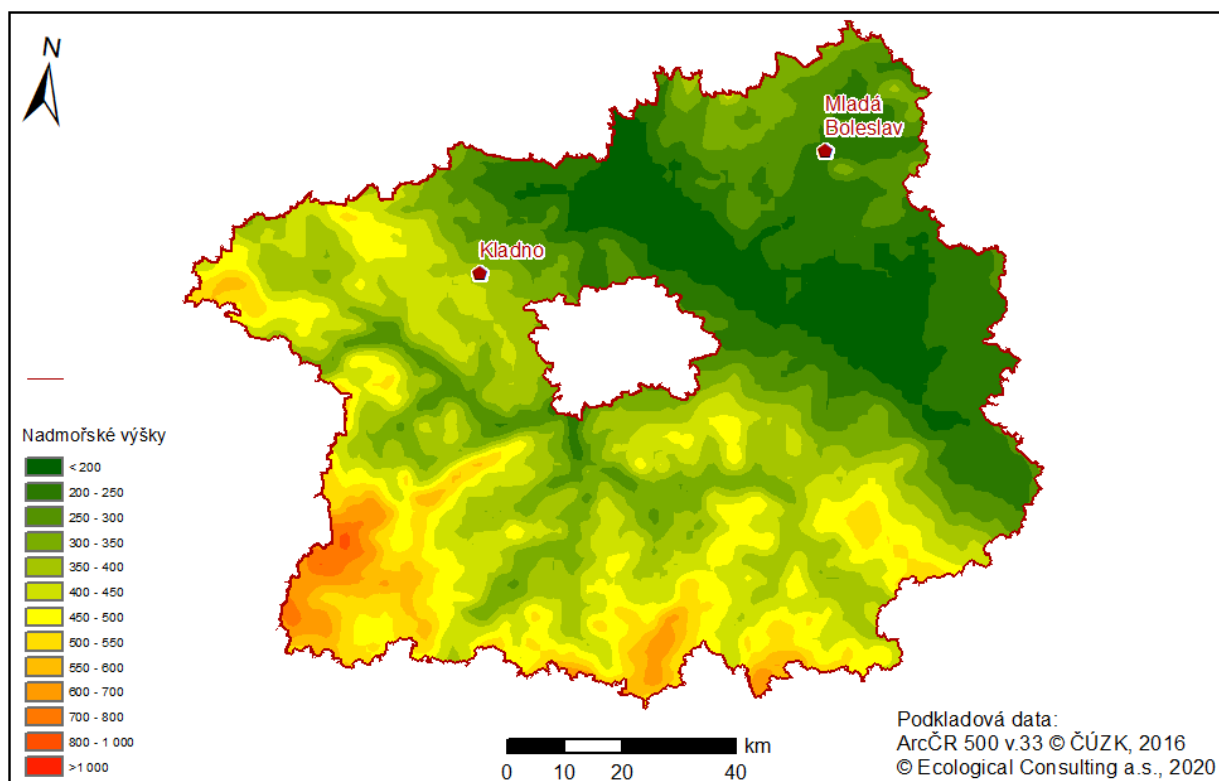 N
Mladá
Boleslav
Kladno
Nadmořské výšky
< 200
200 - 250
250 - 300
300 - 350
350 - 400
400 - 450
450 - 500
500 - 550
550 - 600
600 - 700
700 - 800
800 - 1 000
>1 000
km
0 10 20 40
Podkladová data:
ArcČR 500 v.33 © ČÚZK, 2016
© Ecological Consulting a.s., 2020